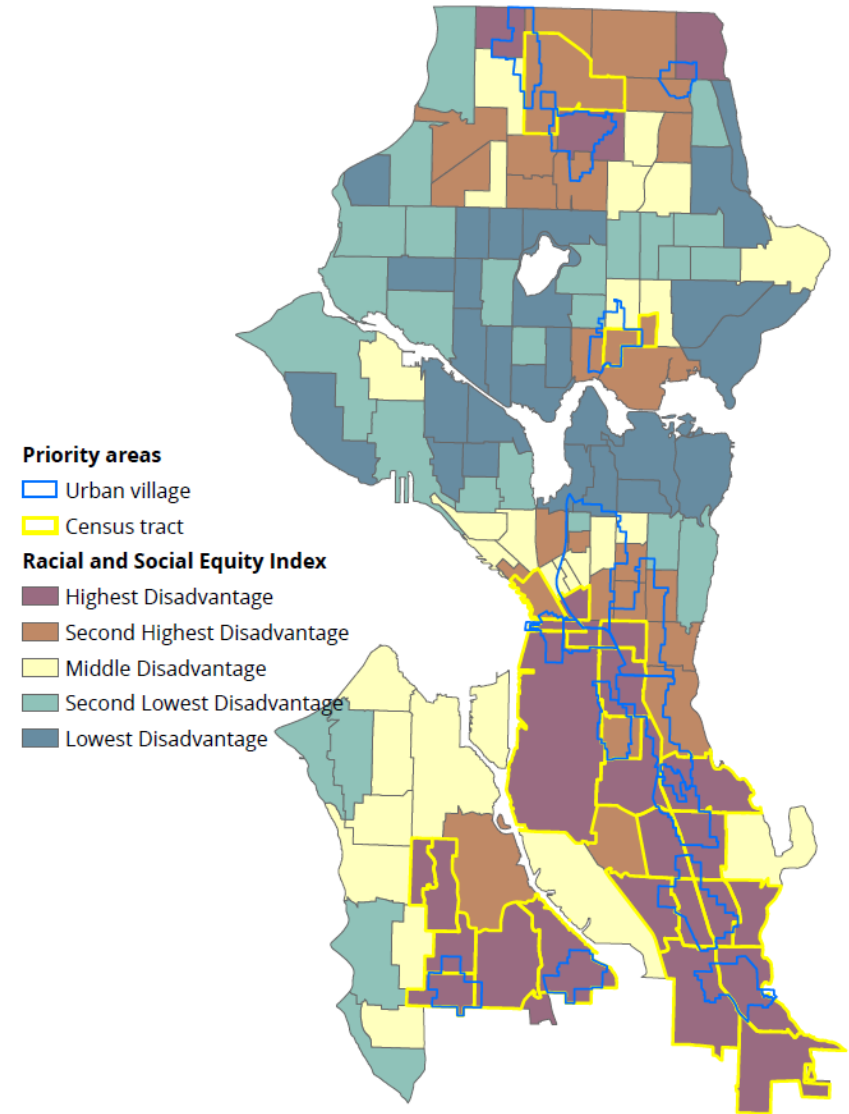 Priority areas
Urban village
Census tract
Racial and Social Equity Index
Highest Disadvantage
Second Highest Disadvantage
Middle Disadvantage
Second Lowest Disadvantage
Lowest Disadvantage